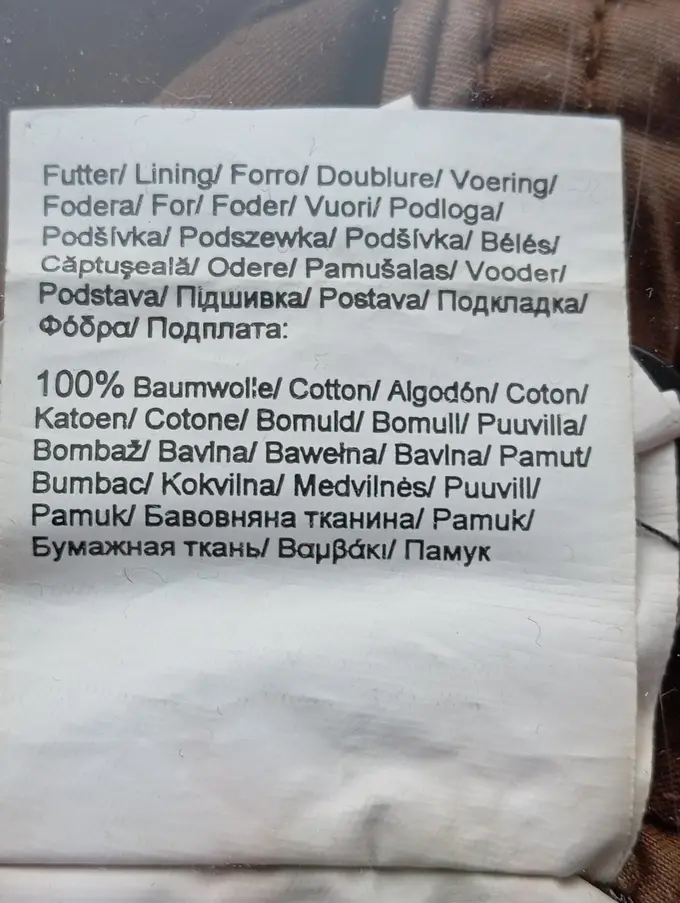 Futter/ Lining/ Forro/ Doublure/ Voering/
Fodera/ For/ Foder/ Vuori/ Podloga/
Podšívka/ Podszewka/ Podšívka/ Bélés/
Căptuşeală/ Odere/ Pamušalas/ Vooder/
Podstava/ Підшивка/ Postava/ Подкладка/
Φόδρα/ Подплата:
100% Baumwolle/ Cotton/ Algodón/ Coton/
Katoen/ Cotone/ Bomuld/ Bomull/ Puuvilla/
Bombaž/ Bavlna/ Bawełna/ Bavlna/ Pamut/
Bumbac/ Kokvilna/ Medvilnės/ Puuvill/
Pamuk/ Бавовняна тканина/ Pamuk/
Бумажная ткань/ Βαμβάκι/ Памук